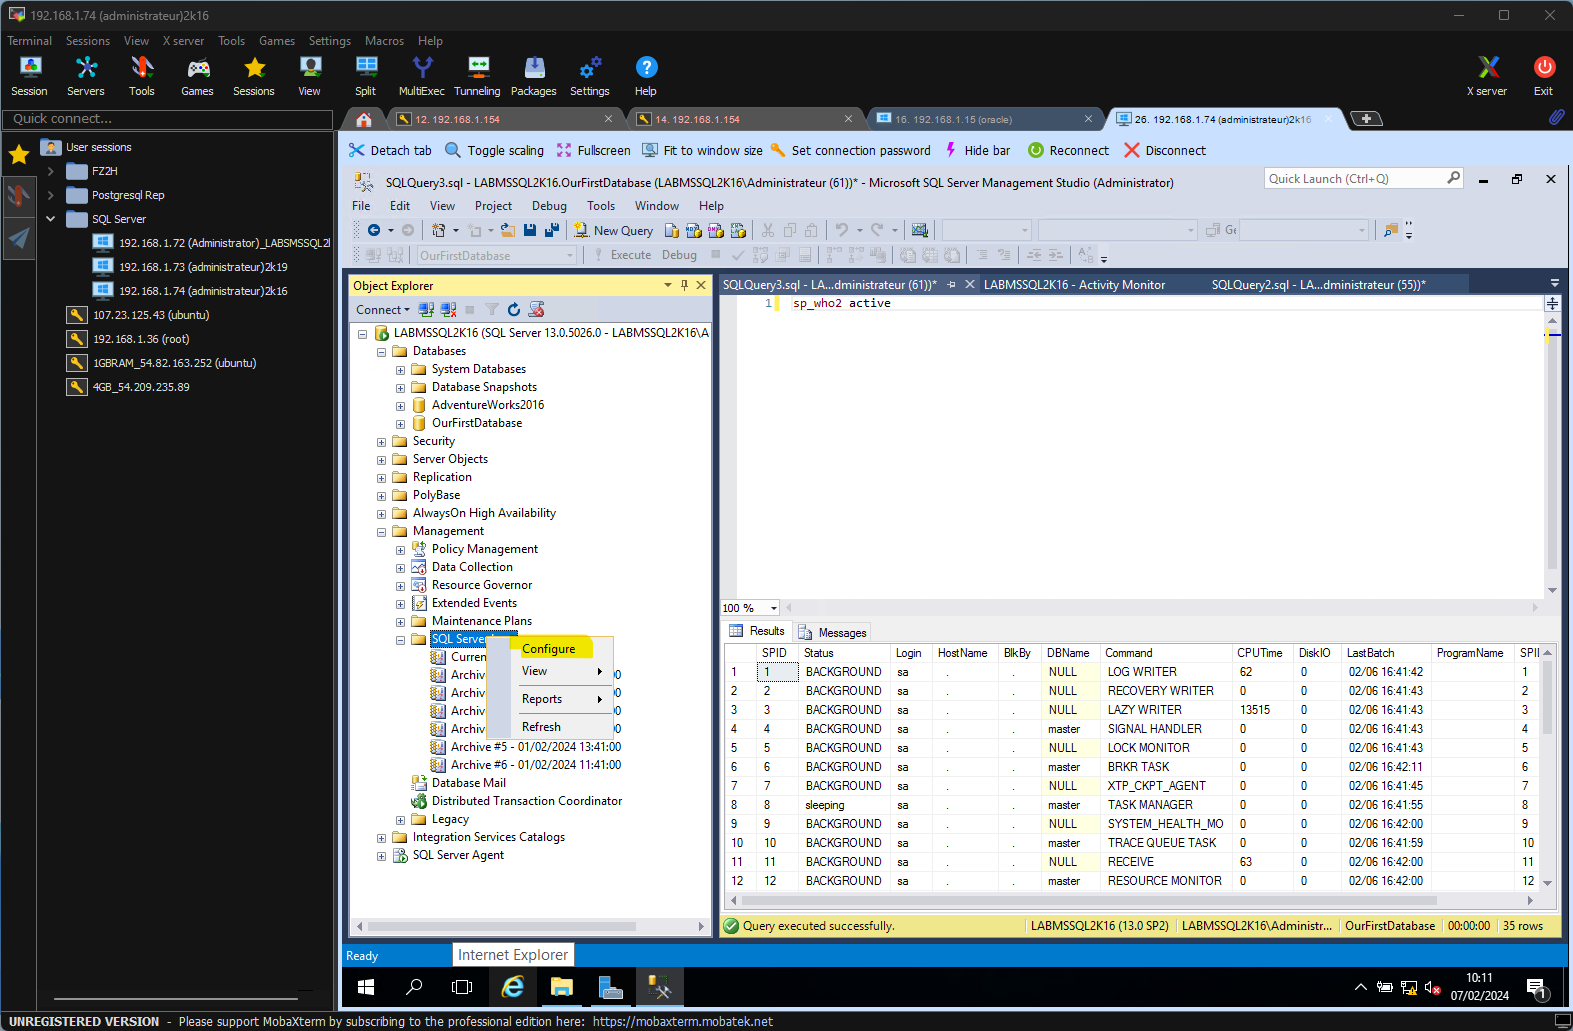 192.168.1.74 (administrateur)2k16
Terminal Sessions View X server Tools Games Settings Macros Help
Session Servers Tools Games Sessions View Split MultiExec Tunneling Packages Settings Help X server Exit
Quick connect...
12. 192.168.1.154
14. 192.168.1.154
16. 192.168.1.15 (oracle)
26. 192.168.1.74 (administrateur)2k16
Detach tab Toggle scaling Fullscreen Fit to window size Set connection password Hide bar Reconnect Disconnect
User sessions
FZ2H
Postgresql Rep
SQL Server
192.168.1.72 (Administrator)_LABSMSSQL2
192.168.1.73 (administrateur)2k19
192.168.1.74 (administrateur)2k16
107.23.125.43 (ubuntu)
192.168.1.36 (root)
1GBRAM_54.82.163.252 (ubuntu)
4GB_54.209.235.89
SQLQuery3.sql - LABMSSQL2K16.OurFirstDatabase (LABMSSQL2K16\Administrateur (61))* - Microsoft SQL Server Management Studio (Administrator)
Quick Launch (Ctrl+Q)
File Edit View Project Debug Tools Window Help
New Query
OurFirstDatabase Execute Debug
Object Explorer
Connect
LABMSSQL2K16 (SQL Server 13.0.5026.0 - LABMSSQL2K16\A
Databases
System Databases
Database Snapshots
AdventureWorks2016
OurFirstDatabase
Security
Server Objects
Replication
PolyBase
AlwaysOn High Availability
Management
Policy Management
Data Collection
Resource Governor
Extended Events
Maintenance Plans
SQL Server
Curren
Archive 00
Archiv 00
Archiv 00
Archiv 00
Archive #5 - 01/02/2024 13:41:00
Archive #6 - 01/02/2024 11:41:00
Database Mail
Distributed Transaction Coordinator
Legacy
Integration Services Catalogs
SQL Server Agent
Configure
View
Reports
Refresh
SQLQuery3.sql - LA...dministrateur (61))* LABMSSQL2K16 - Activity Monitor SQLQuery2.sql - LA...dministrateur (55))*
1 sp_who2 active
100 %
Results Messages
SPID Status Login HostName BlkBy DBName Command CPUTime DiskIO LastBatch ProgramName SPI
1 1 BACKGROUND sa . . NULL LOG WRITER 62 0 02/06 16:41:42 1
2 2 BACKGROUND sa . . NULL RECOVERY WRITER 0 0 02/06 16:41:43 2
3 3 BACKGROUND sa . . NULL LAZY WRITER 13515 0 02/06 16:41:43 3
4 4 BACKGROUND sa . . master SIGNAL HANDLER 0 0 02/06 16:41:43 4
5 5 BACKGROUND sa . . NULL LOCK MONITOR 0 0 02/06 16:41:43 5
6 6 BACKGROUND sa . . master BRKR TASK 0 0 02/06 16:42:11 6
7 7 BACKGROUND sa . . NULL XTP_CKPT_AGENT 0 0 02/06 16:41:45 7
8 8 sleeping sa . . master TASK MANAGER 0 0 02/06 16:41:55 8
9 9 BACKGROUND sa . . NULL SYSTEM_HEALTH_MO 0 0 02/06 16:42:00 9
10 10 BACKGROUND sa . . master TRACE QUEUE TASK 0 0 02/06 16:41:59 10
11 11 BACKGROUND sa . . NULL RECEIVE 63 0 02/06 16:42:00 11
12 12 BACKGROUND sa . . master RESOURCE MONITOR 0 0 02/06 16:42:00 12
Query executed successfully. LABMSSQL2K16 (13.0 SP2) LABMSSQL2K16\Administr... OurFirstDatabase 00:00:00 35 rows
Ready
Internet Explorer
10:11
07/02/2024
1
UNREGISTERED VERSION - Please support MobaXterm by subscribing to the professional edition here: https://mobaxterm.mobatek.net